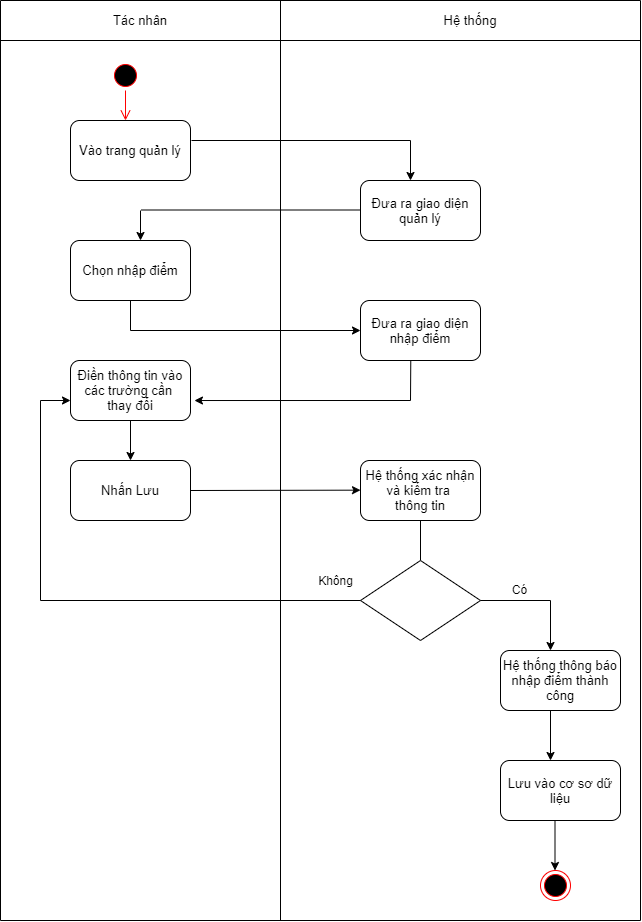 Tác nhân
Hệ thống
Vào trang quản lý
Đưa ra giao diện
quản lý
Chọn nhập điểm
Đưa ra giao diện
nhập điểm
Điền thông tin vào
các trường cần
thay đổi
Nhấn Lưu
Hệ thống xác nhận
và kiểm tra
thông tin
Không
Có
Hệ thống thông báo
nhập điểm thành
công
Lưu vào cơ sơ dữ
liệu